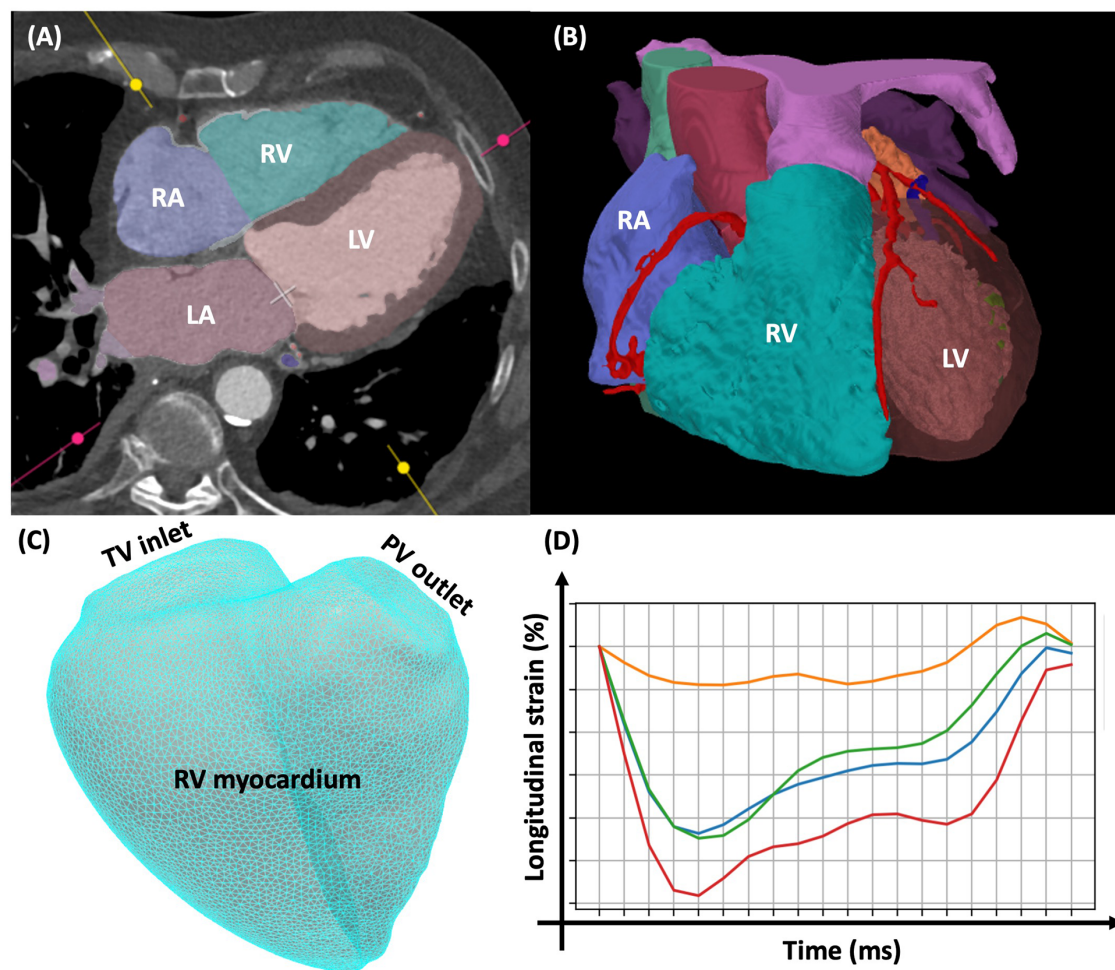 (A)
RV
RA
LV
LA
(B)
RA
RV
LV
(C)
TV inlet
PV outlet
RV myocardium
(D)
Longitudinal strain (%)
Time (ms)